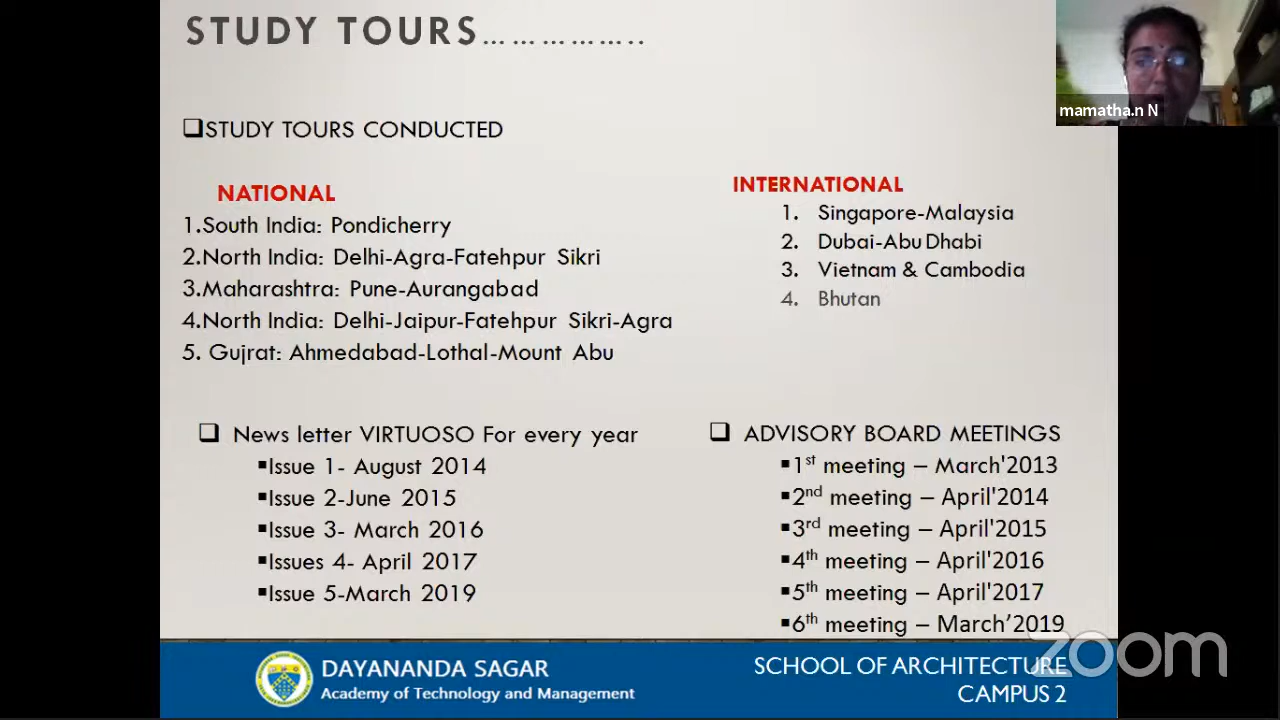 STUDY TOURS……………..
mamatha.n N
❑STUDY TOURS CONDUCTED
NATIONAL
1.South India: Pondicherry
2.North India: Delhi-Agra-Fatehpur Sikri
3.Maharashtra: Pune-Aurangabad
4.North India: Delhi-Jaipur-Fatehpur Sikri-Agra
5. Gujrat: Ahmedabad-Lothal-Mount Abu
INTERNATIONAL
1. Singapore-Malaysia
2. Dubai-Abu Dhabi
3. Vietnam & Cambodia
4. Bhutan
❑ News letter VIRTUOSO For every year
▪Issue 1- August 2014
▪Issue 2-June 2015
▪Issue 3- March 2016
▪Issues 4- April 2017
▪Issue 5-March 2019
❑ ADVISORY BOARD MEETINGS
▪1st meeting – March'2013
▪2nd meeting – April'2014
▪3rd meeting – April'2015
▪4th meeting – April'2016
▪5th meeting – April'2017
▪6th meeting – March’2019
DAYANANDA SAGAR
Academy of Technology and Management
SCHOOL OF ARCHITECTURE
CAMPUS 2
zoom